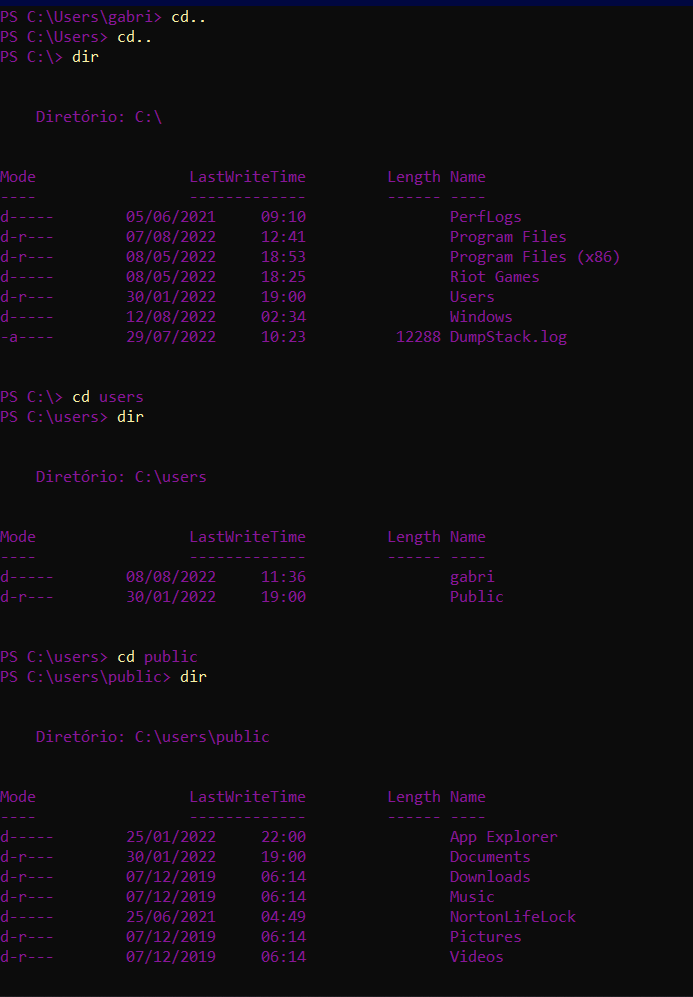 PS C:\Users\gabri> cd..
PS C:\Users> cd..
PS C:\> dir
Diretório: C:\
Mode                 LastWriteTime         Length Name
----                 -------------         ------ ----
d-----        05/06/2021     09:10                PerfLogs
d-r---        07/08/2022     12:41                Program Files
d-r---        08/05/2022     18:53                Program Files (x86)
d-----        08/05/2022     18:25                Riot Games
d-r---        30/01/2022     19:00                Users
d-----        12/08/2022     02:34                Windows
-a----        29/07/2022     10:23          12288 DumpStack.log
PS C:\> cd users
PS C:\users> dir
Diretório: C:\users
Mode                 LastWriteTime         Length Name
----                 -------------         ------ ----
d-----        08/08/2022     11:36                gabri
d-r---        30/01/2022     19:00                Public
PS C:\users> cd public
PS C:\users\public> dir
Diretório: C:\users\public
Mode                 LastWriteTime         Length Name
----                 -------------         ------ ----
d-----        25/01/2022     22:00                App Explorer
d-r---        30/01/2022     19:00                Documents
d-r---        07/12/2019     06:14                Downloads
d-r---        07/12/2019     06:14                Music
d-----        25/06/2021     04:49                NortonLifeLock
d-r---        07/12/2019     06:14                Pictures
d-r---        07/12/2019     06:14                Videos